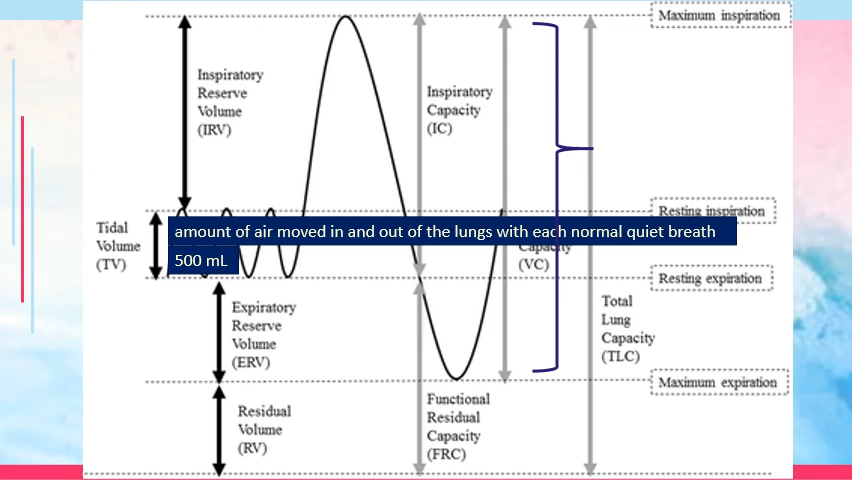 Maximum inspiration
Inspiratory
Reserve
Volume
(IRV)
Inspiratory
Capacity
(IC)
Resting inspiration
Tidal
Volume
(TV)
amount of air moved in and out of the lungs with each normal quiet breath
500 mL
Capacity
(VC)
Resting expiration
Expiratory
Reserve
Volume
(ERV)
Total
Lung
Capacity
(TLC)
Maximum expiration
Residual
Volume
(RV)
Functional
Residual
Capacity
(FRC)